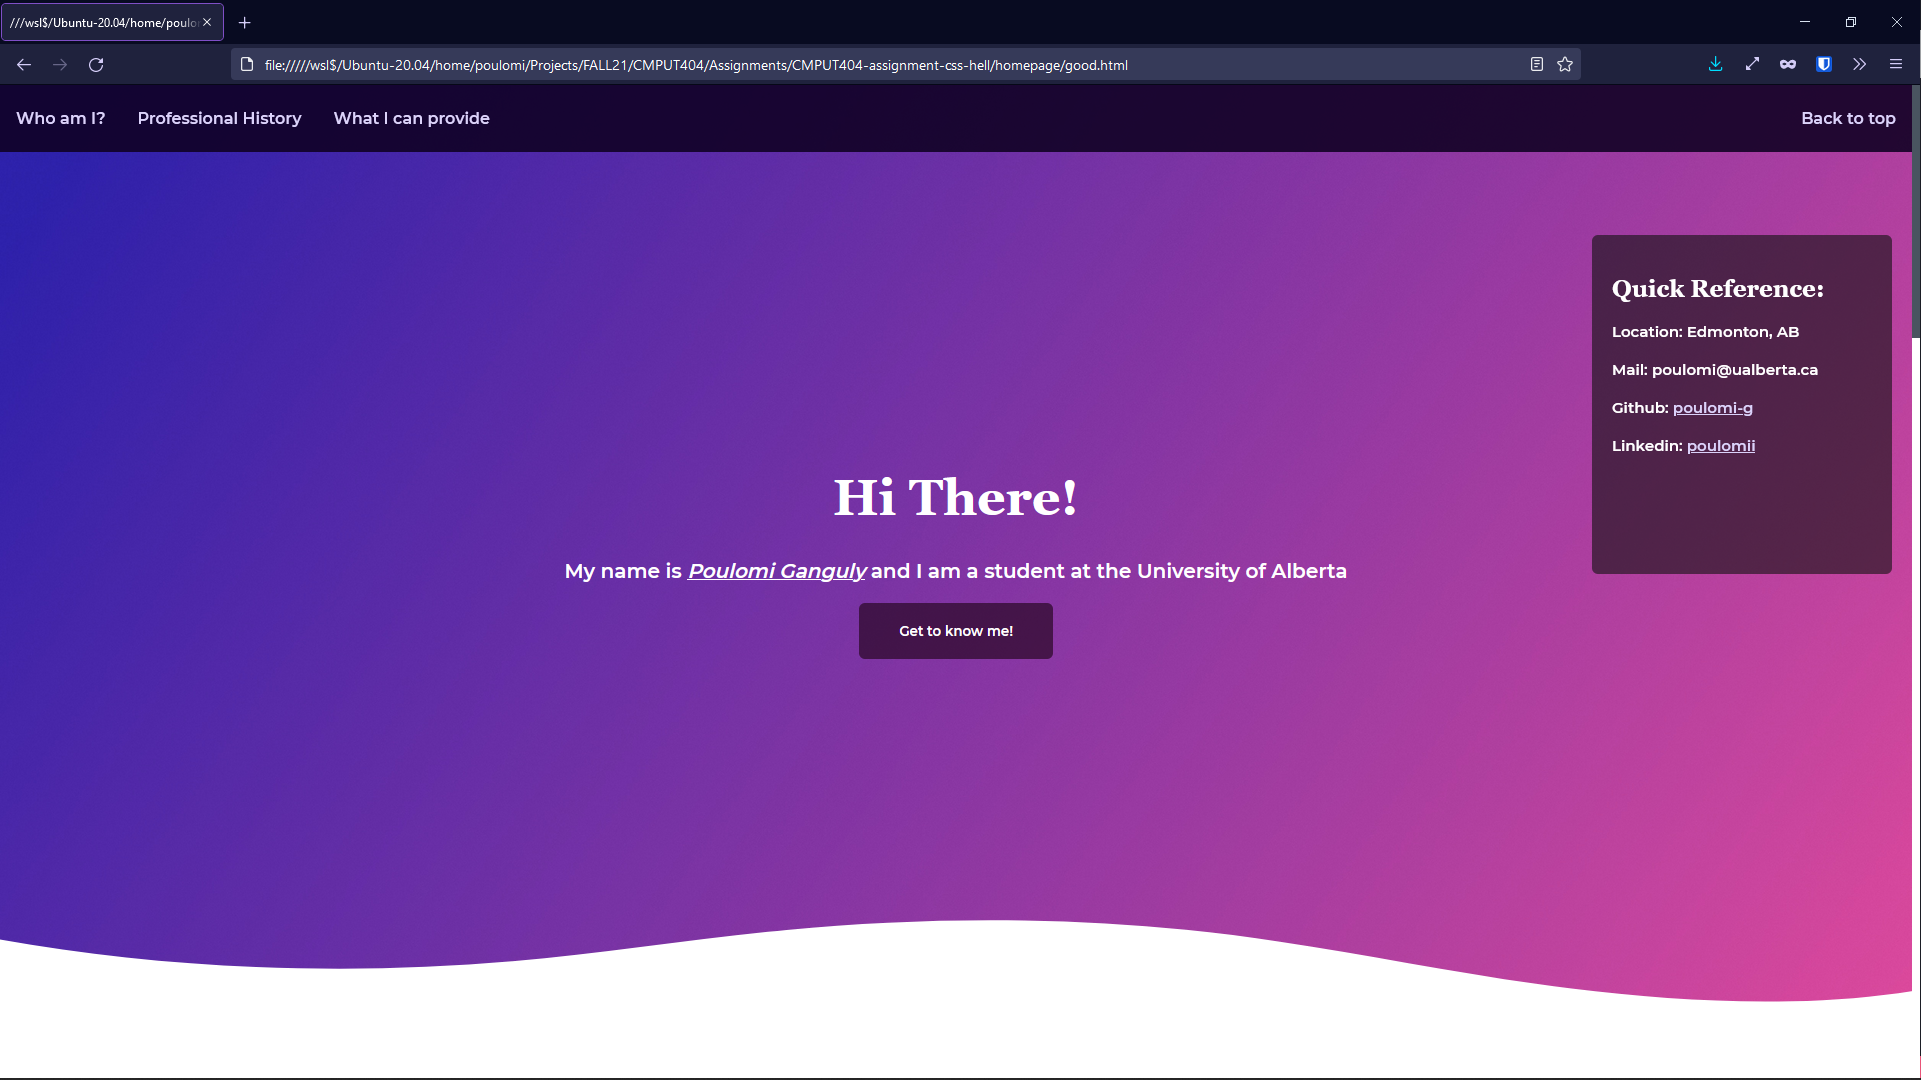 ///wsl$/Ubuntu-20.04/home/poulo
file://///wsl$/Ubuntu-20.04/home/poulomi/Projects/FALL21/CMPUT404/Assignments/CMPUT404-assignment-css-hell/homepage/good.html
Who am I? Professional History What I can provide Back to top
Quick Reference:
Location: Edmonton, AB
Mail: poulomi@ualberta.ca
Github: poulomi-g
Linkedin: poulomii
Hi There!
My name is Poulomi Ganguly and I am a student at the University of Alberta
Get to know me!